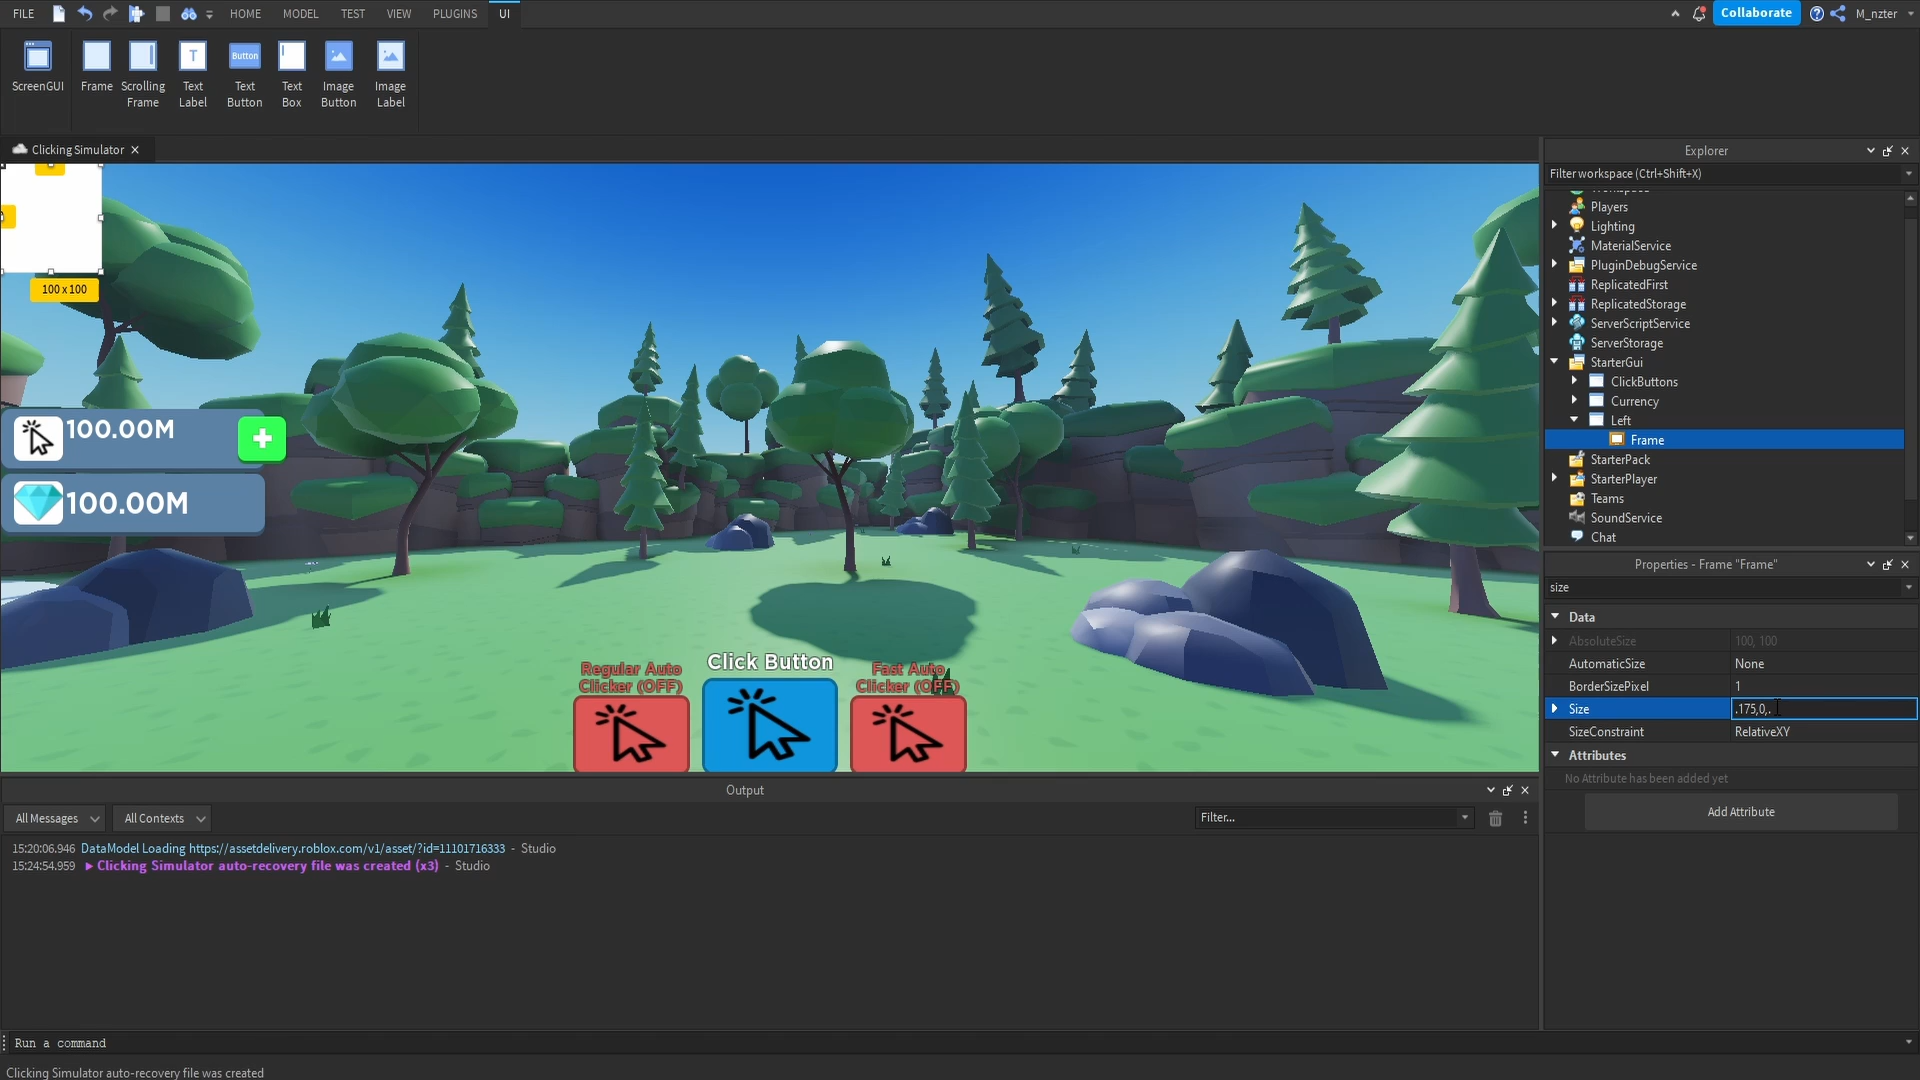 FILE
HOME
MODEL
TEST
VIEW
PLUGINS
UI
Collaborate
M_nzter
ScreenGUI
Frame
Scrolling
Frame
T
Text
Label
Button
Text
Button
Text
Box
Image
Button
Image
Label
Clicking Simulator
100 x 100
100.00M
100.00M
Regular Auto
Clicker (OFF)
Click Button
Fast Auto
Clicker (OFF)
Explorer
Filter workspace (Ctrl+Shift+X)
Workspace
Players
Lighting
MaterialService
PluginDebugService
ReplicatedFirst
ReplicatedStorage
ServerScriptService
ServerStorage
StarterGui
ClickButtons
Currency
Left
Frame
StarterPack
StarterPlayer
Teams
SoundService
Chat
Properties - Frame "Frame"
size
Data
AbsoluteSize 100, 100
AutomaticSize None
BorderSizePixel 1
Size .175,0,.
SizeConstraint RelativeXY
Attributes
No Attribute has been added yet
Add Attribute
Output
All Messages
All Contexts
Filter...
15:20:06.946 DataModel Loading https://assetdelivery.roblox.com/v1/asset/?id=11101716333 - Studio
15:24:54.959 Clicking Simulator auto-recovery file was created (x3) - Studio
Run a command
Clicking Simulator auto-recovery file was created